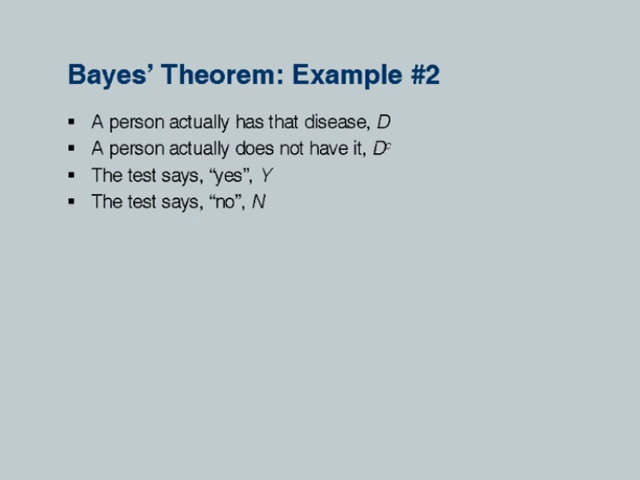 Bayes’ Theorem: Example #2
▪ A person actually has that disease, D
▪ A person actually does not have it, Dᶜ
▪ The test says, “yes”, Y
▪ The test says, “no”, N